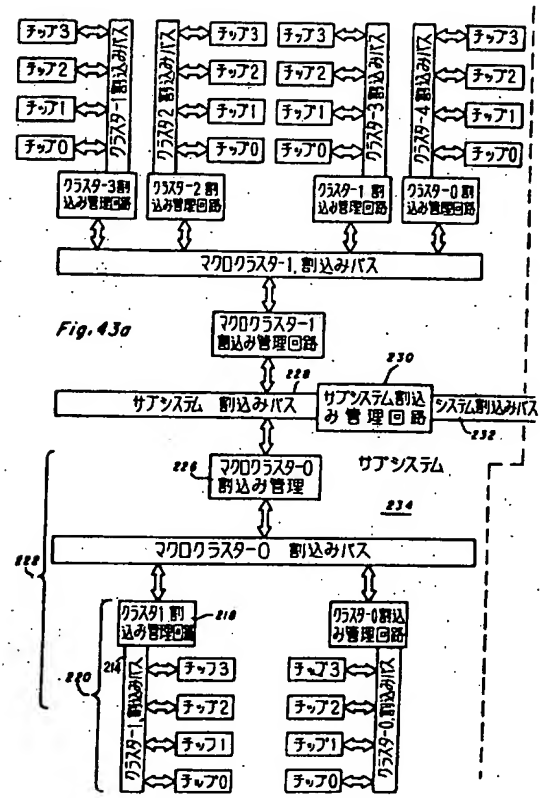 チップ3
チップ2
チップ1
チップ0
クラスター1 割込みバス
クラスター3割
込み管理回路
クラスター2 割込みバス
チップ3
チップ2
チップ1
チップ0
クラスター2 割
込み管理回路
チップ3
チップ2
チップ1
チップ0
クラスター3 割込みバス
クラスター1 割
込み管理回路
クラスター4 割込みバス
チップ3
チップ2
チップ1
チップ0
クラスター0 割
込み管理回路
マクロクラスター1, 割込みバス
Fig. 43a
マクロクラスター1
割込み管理回路
230
228
サブシステム 割込みバス
サブシステム割込
み管理回路
システム割込みバス
232
226
マクロクラスター0
割込み管理
サブシステム
234
マクロクラスター0 割込みバス
222
クラスタ1 割
込み管理回路
218
クラスター0割込
み管理回路
214
220
クラスター1, 割込みバス
チップ3
チップ2
チップ1
チップ0
チップ3
チップ2
チップ1
チップ0
クラスター0, 割込みバス